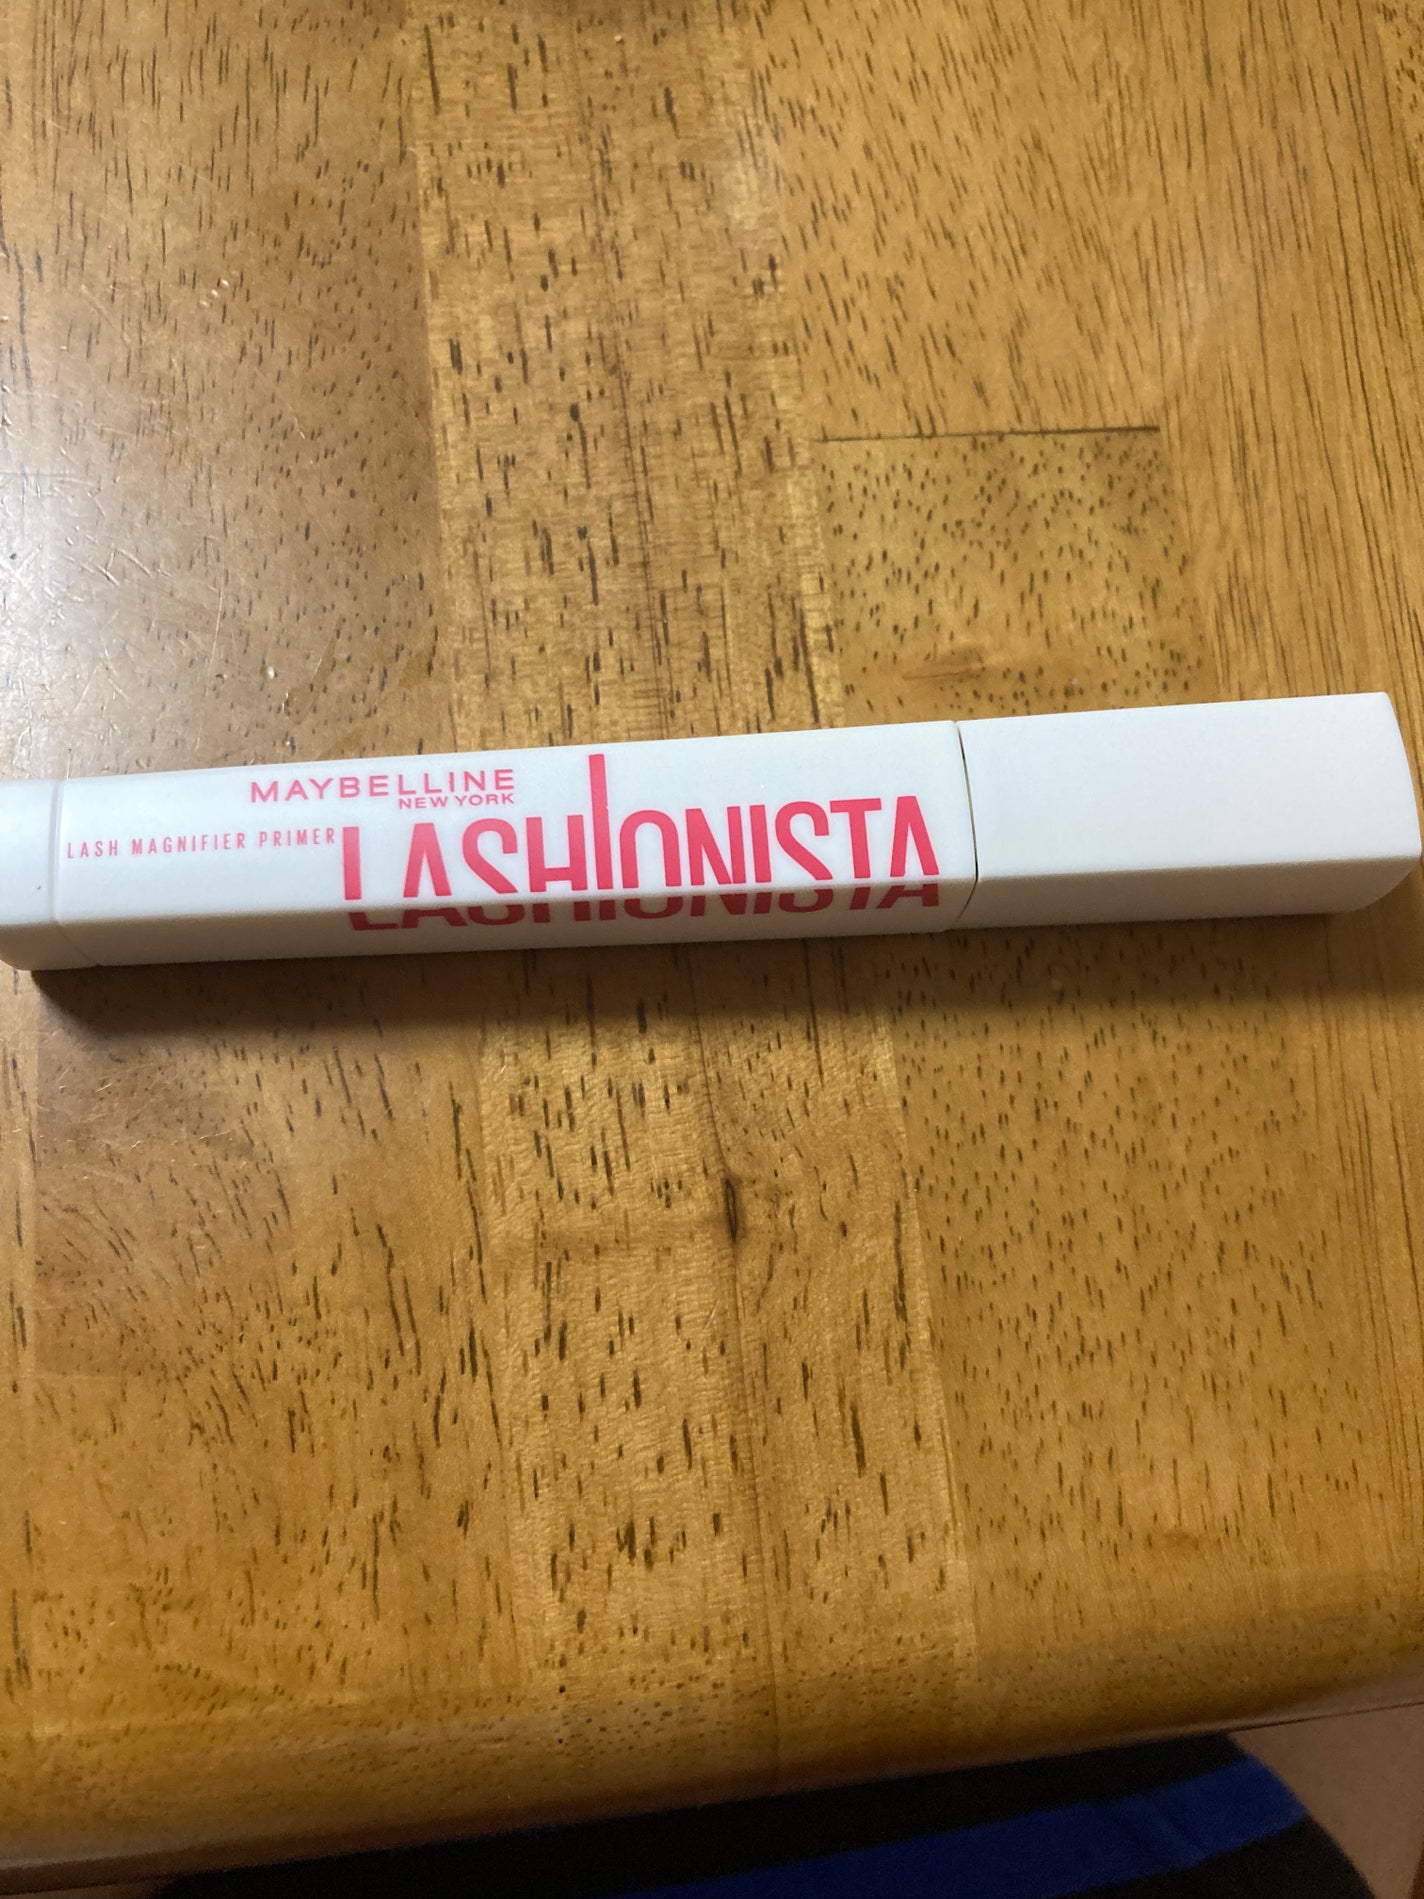 MAYBELLINE
NEW YORK
LASH MAGNIFIER PRIMER
LASHIONISTA